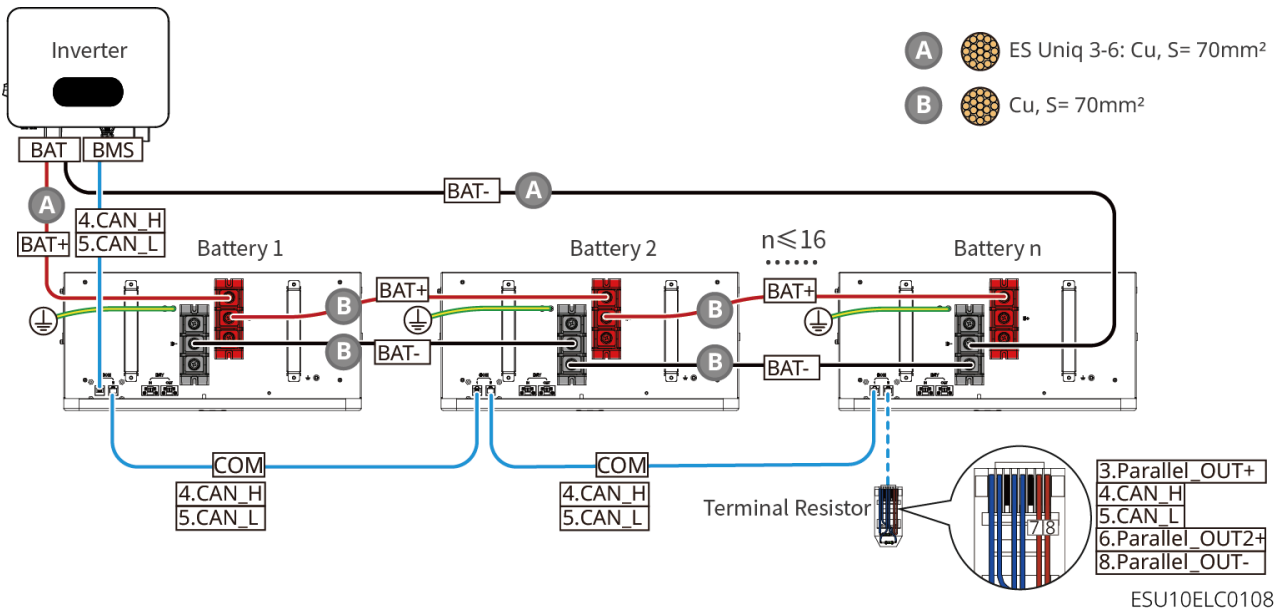 Inverter
A ES Uniq 3-6: Cu, S= 70mm²
B Cu, S= 70mm²
BAT BMS
BAT- A
A
4.CAN_H
5.CAN_L
BAT+
Battery 1
Battery 2
n≤16
Battery n
BAT+
BAT+
B
B
B
BAT-
B
BAT-
COM
4.CAN_H
5.CAN_L
COM
4.CAN_H
5.CAN_L
Terminal Resistor
7 8
3.Parallel_OUT+
4.CAN_H
5.CAN_L
6.Parallel_OUT2+
8.Parallel_OUT-
ESU10ELC0108